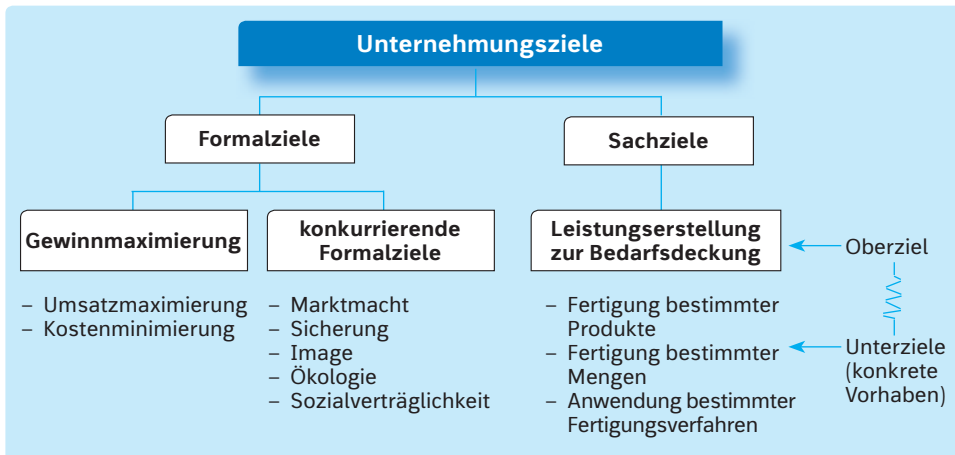 Unternehmungsziele
Formalziele
Sachziele
Gewinnmaximierung
konkurrierende
Formalziele
Leistungserstellung
zur Bedarfsdeckung
Oberziel
– Umsatzmaximierung
– Kostenminimierung
– Marktmacht
– Sicherung
– Image
– Ökologie
– Sozialverträglichkeit
– Fertigung bestimmter
Produkte
– Fertigung bestimmter
Mengen
– Anwendung bestimmter
Fertigungsverfahren
Unterziele
(konkrete
Vorhaben)